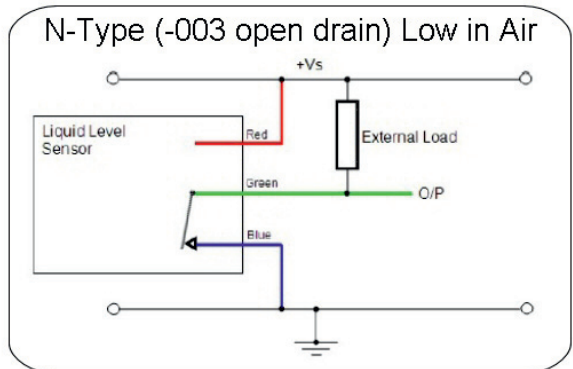 N-Type (-003 open drain) Low in Air
+Vs
Liquid Level
Sensor
Red
External Load
Green
O/P
Blue